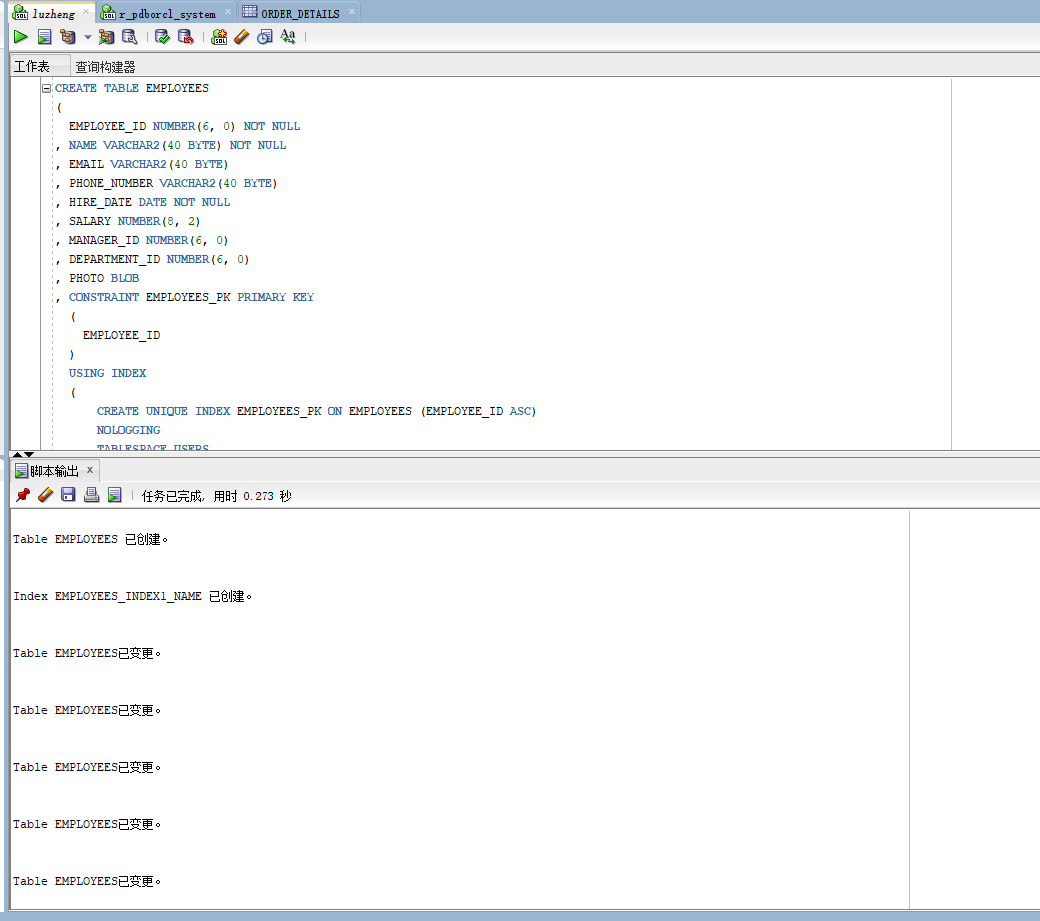 luzheng r_pdborcl_system ORDER_DETAILS
工作表 查询构建器
CREATE TABLE EMPLOYEES
(
EMPLOYEE_ID NUMBER(6, 0) NOT NULL
, NAME VARCHAR2(40 BYTE) NOT NULL
, EMAIL VARCHAR2(40 BYTE)
, PHONE_NUMBER VARCHAR2(40 BYTE)
, HIRE_DATE DATE NOT NULL
, SALARY NUMBER(8, 2)
, MANAGER_ID NUMBER(6, 0)
, DEPARTMENT_ID NUMBER(6, 0)
, PHOTO BLOB
, CONSTRAINT EMPLOYEES_PK PRIMARY KEY
(
EMPLOYEE_ID
)
USING INDEX
(
CREATE UNIQUE INDEX EMPLOYEES_PK ON EMPLOYEES (EMPLOYEE_ID ASC)
NOLOGGING
TABLESPACE USERS
脚本输出
任务已完成, 用时 0.273 秒
Table EMPLOYEES 已创建。
Index EMPLOYEES_INDEX1_NAME 已创建。
Table EMPLOYEES已变更。
Table EMPLOYEES已变更。
Table EMPLOYEES已变更。
Table EMPLOYEES已变更。
Table EMPLOYEES已变更。